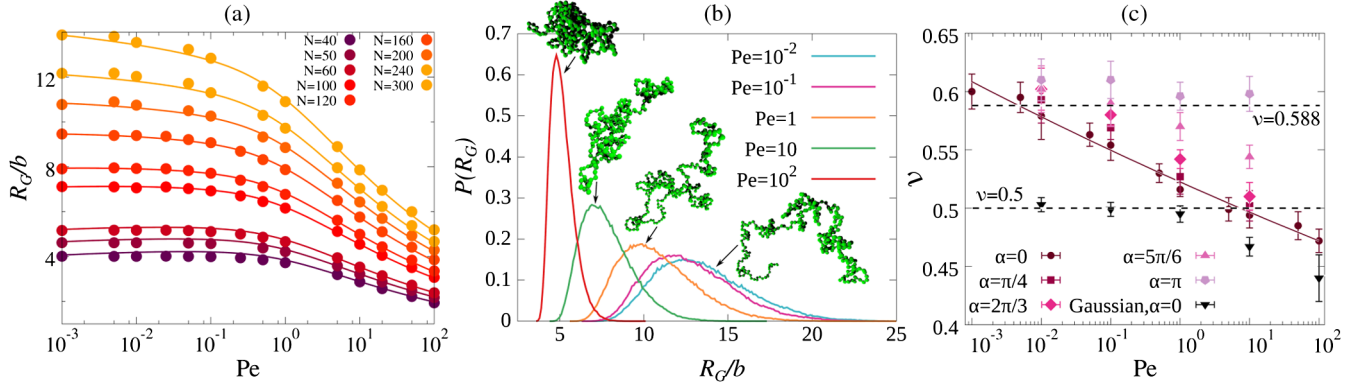 (a)
N=40
N=50
N=60
N=100
N=120
N=160
N=200
N=240
N=300
R_G/b
12
8
4
10^-3
10^-2
10^-1
10^0
10^1
10^2
Pe
(b)
P(R_G)
0.7
0.6
0.5
0.4
0.3
0.2
0.1
0
Pe=10^-2
Pe=10^-1
Pe=1
Pe=10
Pe=10^2
5
10
15
20
25
R_G/b
(c)
ν
0.65
0.6
0.55
0.5
0.45
0.4
ν=0.588
ν=0.5
α=0
α=π/4
α=2π/3
α=5π/6
α=π
Gaussian,α=0
10^-3
10^-2
10^-1
10^0
10^1
10^2
Pe